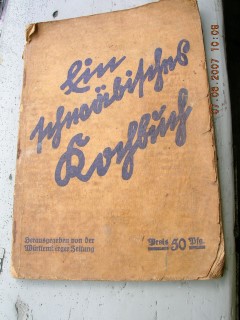 Ein
schwäbisches
Kochbuch
Herausgegeben von der
Württemberger Zeitung
Preis 50 Pfg.
07.08.2007 10:08